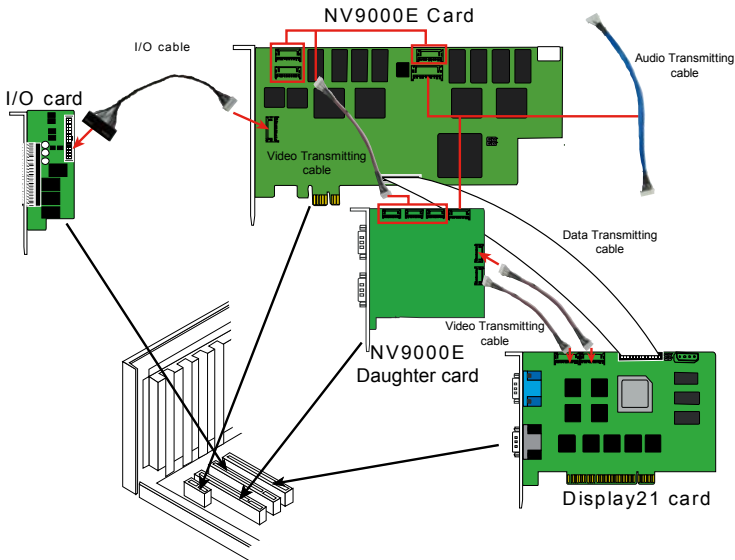 NV9000E Card
I/O cable
Audio Transmitting
cable
I/O card
Video Transmitting
cable
Data Transmitting
cable
Video Transmitting
cable
NV9000E
Daughter card
Display21 card